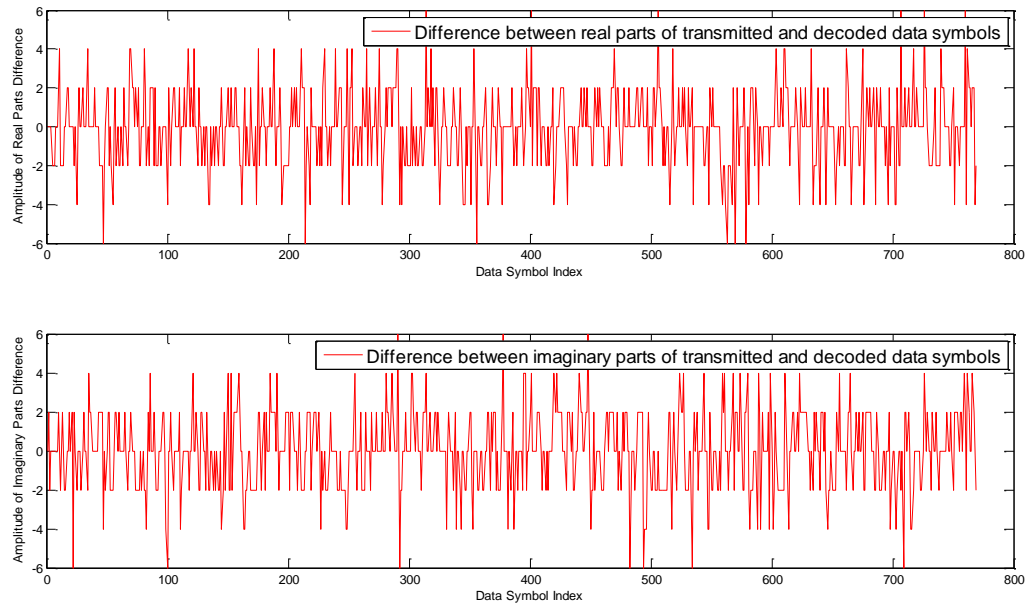 Difference between real parts of transmitted and decoded data symbols
Amplitude of Real Parts Difference
6
4
2
0
-2
-4
-6
0 100 200 300 400 500 600 700 800
Data Symbol Index
Difference between imaginary parts of transmitted and decoded data symbols
Amplitude of Imaginary Parts Difference
6
4
2
0
-2
-4
-6
0 100 200 300 400 500 600 700 800
Data Symbol Index